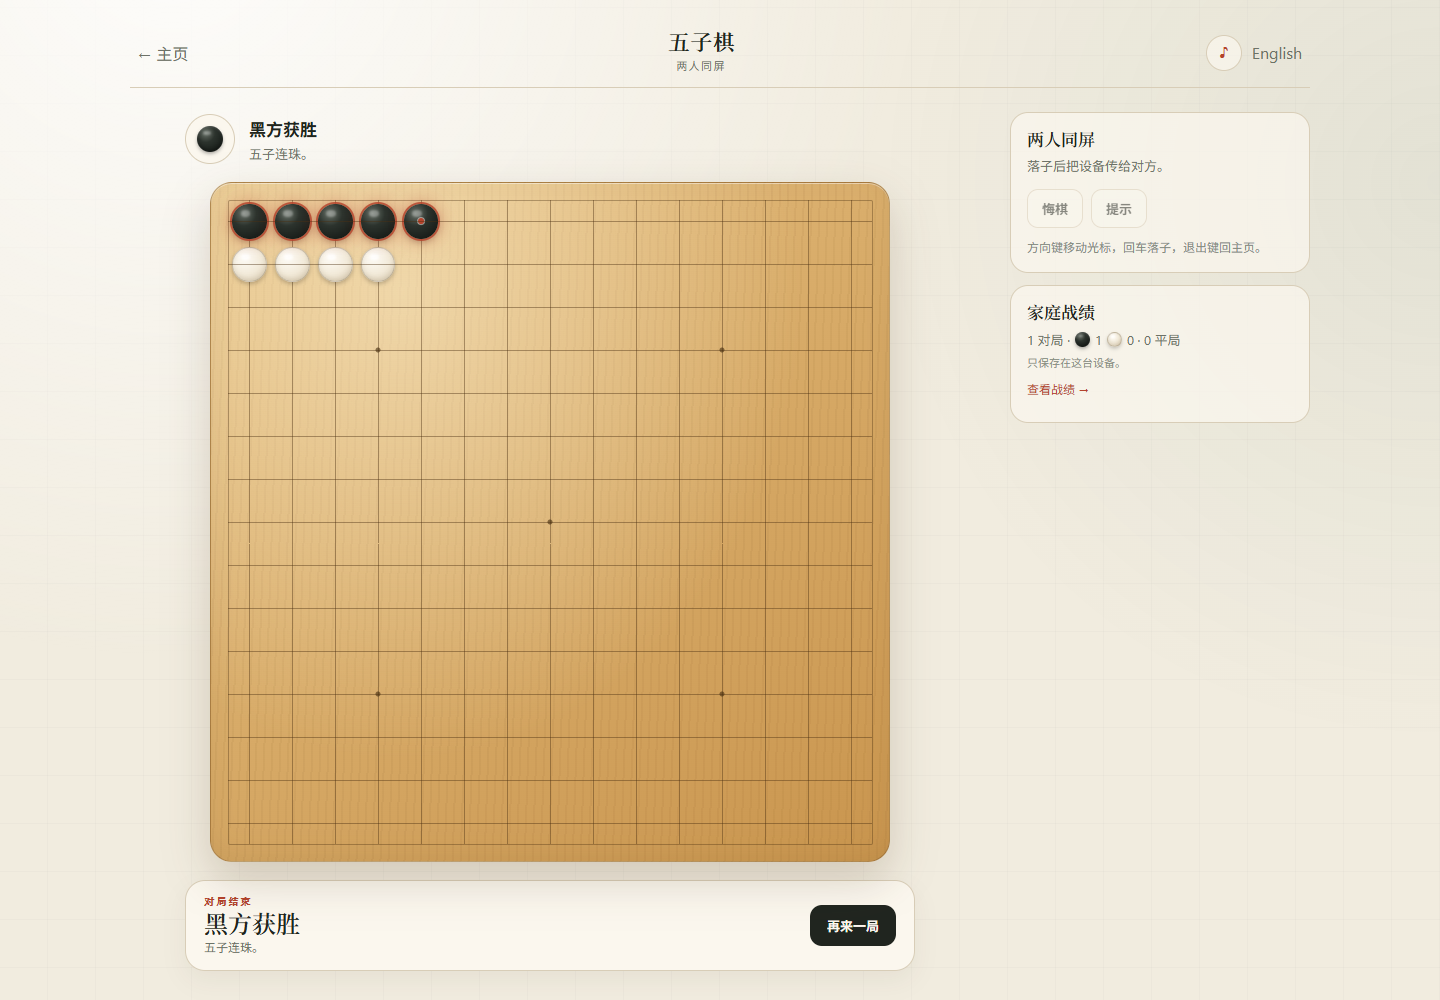 ← 主页
五子棋
两人同屏
English
黑方获胜
五子连珠。
两人同屏
落子后把设备传给对方。
悔棋
提示
方向键移动光标，回车落子，退出键回主页。
家庭战绩
1 对局 · 1 0 · 0 平局
只保存在这台设备。
查看战绩 →
对局结束
黑方获胜
五子连珠。
再来一局